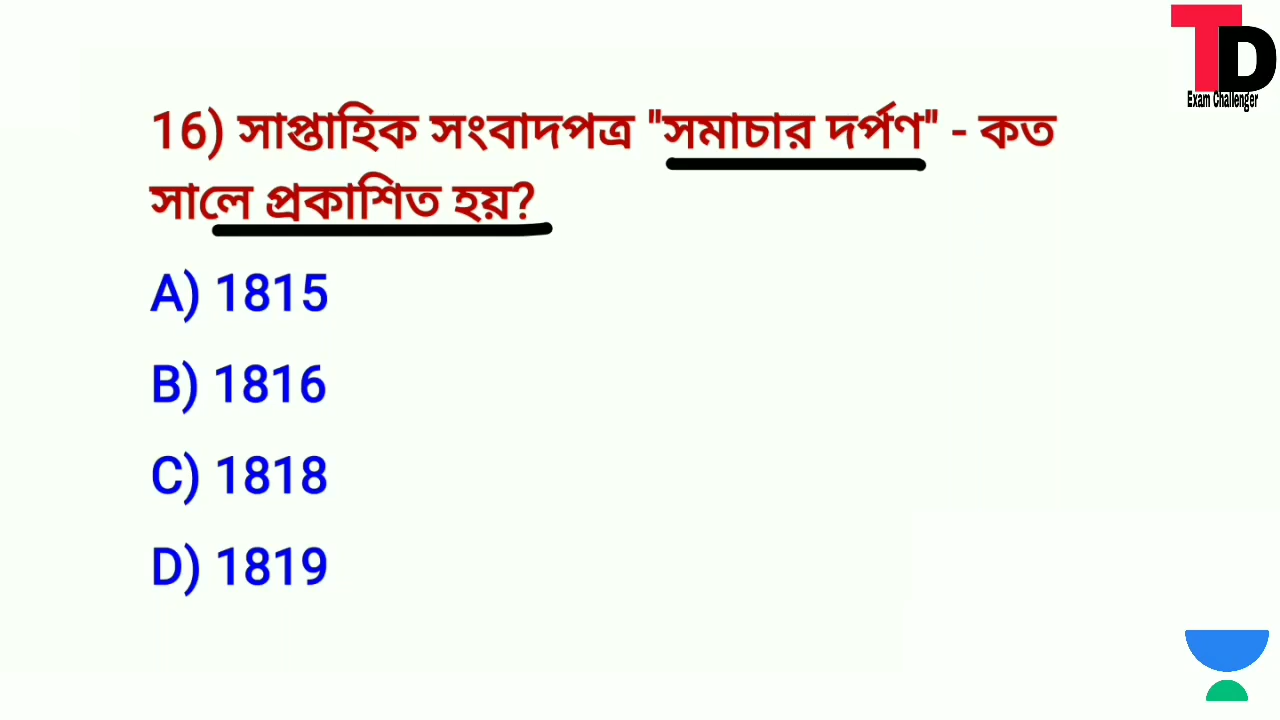 TD
Exam Challenger
16) সাপ্তাহিক সংবাদপত্র "সমাচার দর্পণ" - কত
সালে প্রকাশিত হয়?
A) 1815
B) 1816
C) 1818
D) 1819